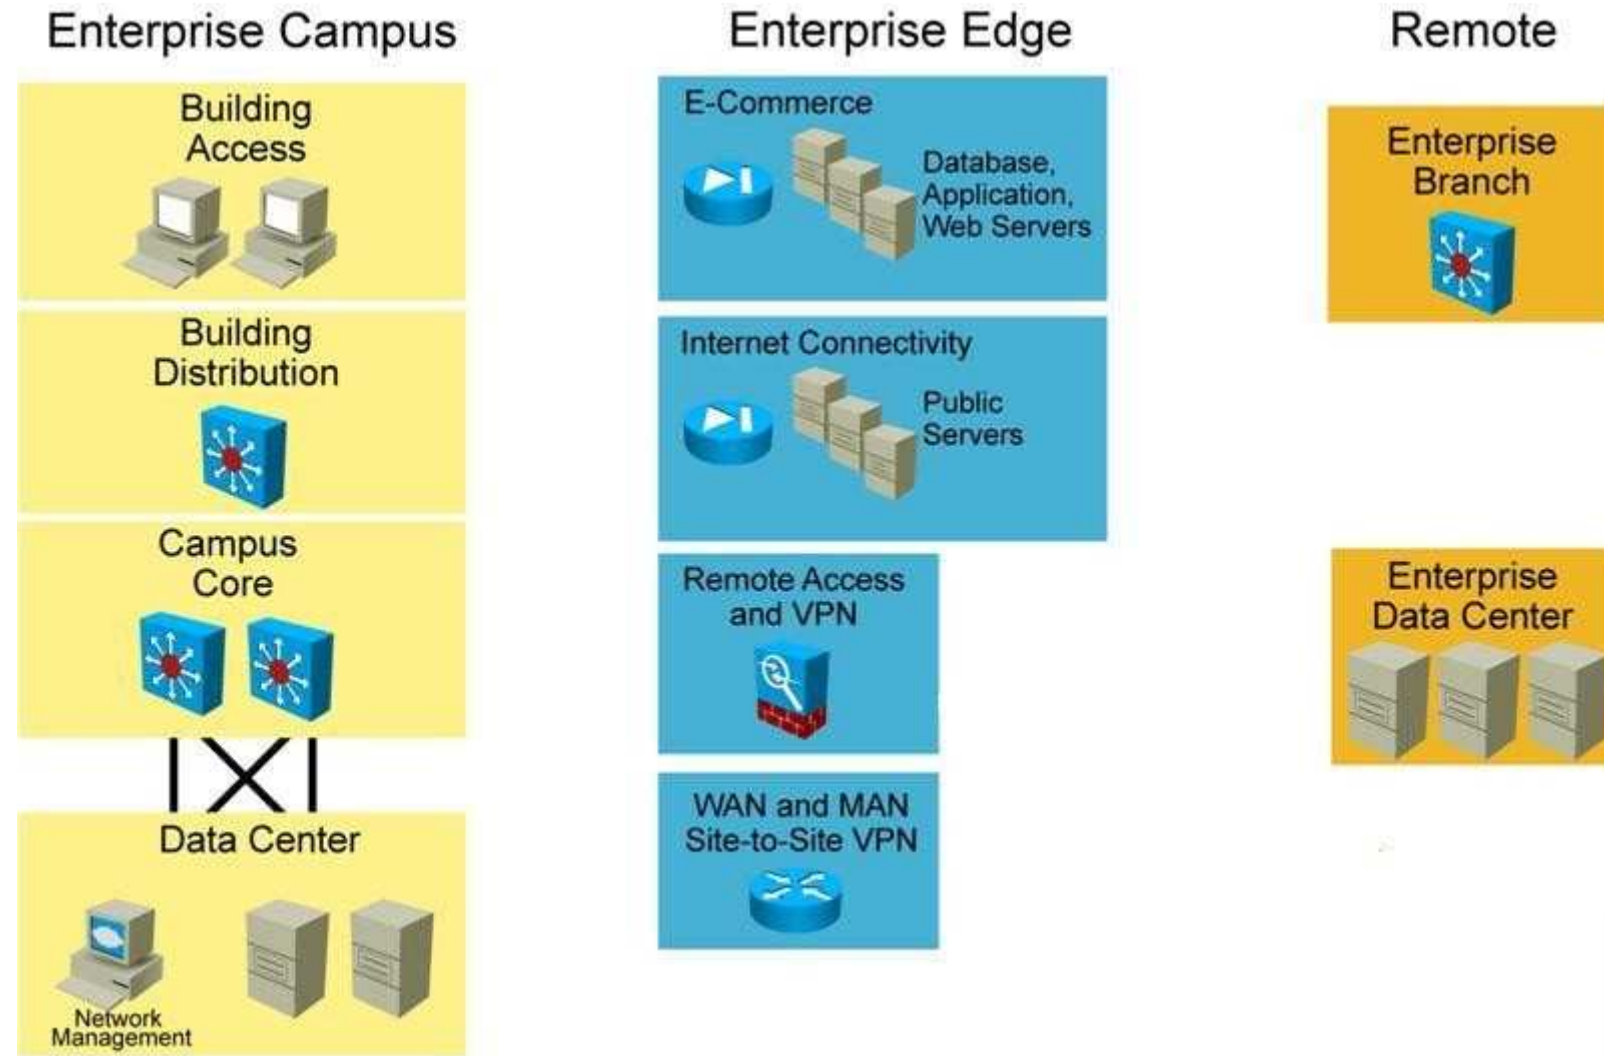 Enterprise Campus
Building
Access
Building
Distribution
Campus
Core
Data Center
Network
Management
Enterprise Edge
E-Commerce
Database,
Application,
Web Servers
Internet Connectivity
Public
Servers
Remote Access
and VPN
WAN and MAN
Site-to-Site VPN
Remote
Enterprise
Branch
Enterprise
Data Center